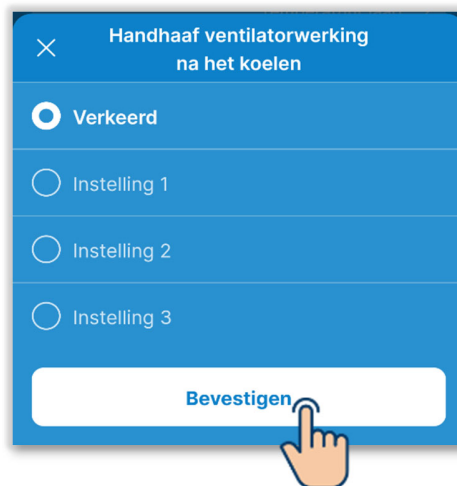 Handhaaf ventilatorwerking
na het koelen
Verkeerd
Instelling 1
Instelling 2
Instelling 3
Bevestigen